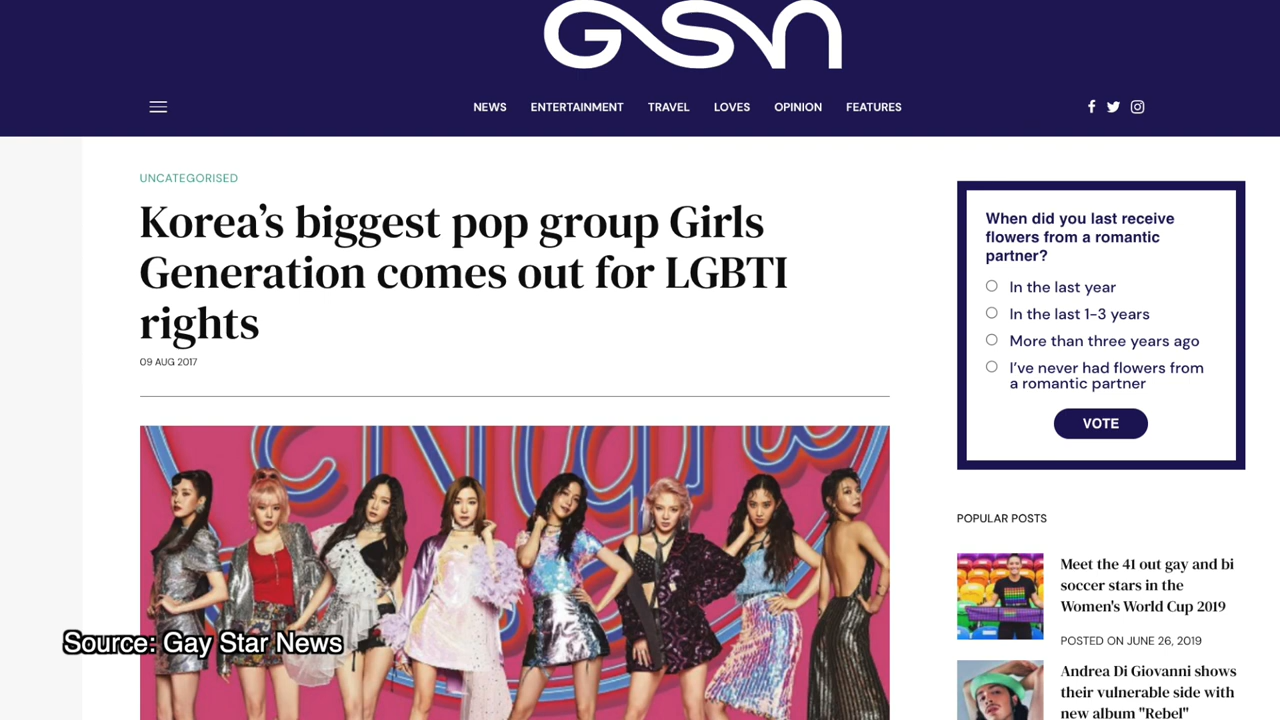 GSN
NEWS ENTERTAINMENT TRAVEL LOVES OPINION FEATURES
UNCATEGORISED
Korea’s biggest pop group Girls
Generation comes out for LGBTI
rights
09 AUG 2017
Source: Gay Star News
When did you last receive
flowers from a romantic
partner?
In the last year
In the last 1-3 years
More than three years ago
I’ve never had flowers from
a romantic partner
VOTE
POPULAR POSTS
Meet the 41 out gay and bi
soccer stars in the
Women's World Cup 2019
POSTED ON JUNE 26, 2019
Andrea Di Giovanni shows
their vulnerable side with
new album "Rebel"